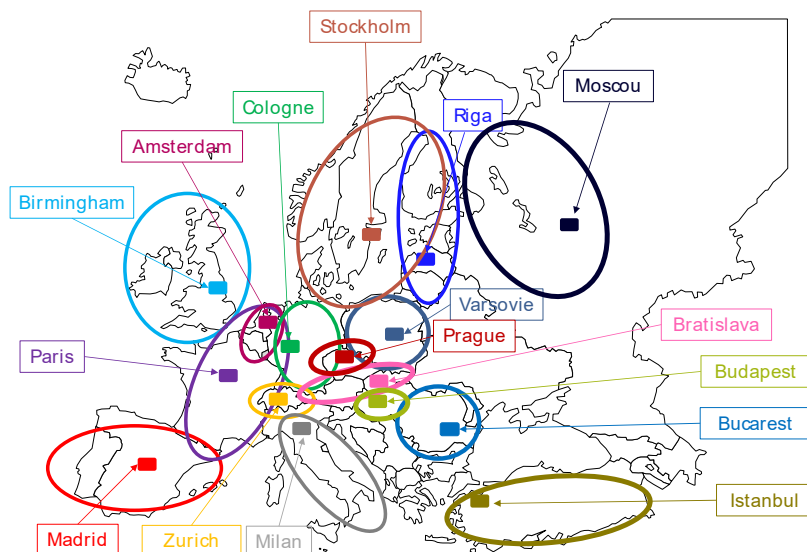 Stockholm
Moscou
Cologne
Riga
Amsterdam
Birmingham
Varsovie
Bratislava
Prague
Paris
Budapest
Bucarest
Istanbul
Madrid
Zurich
Milan